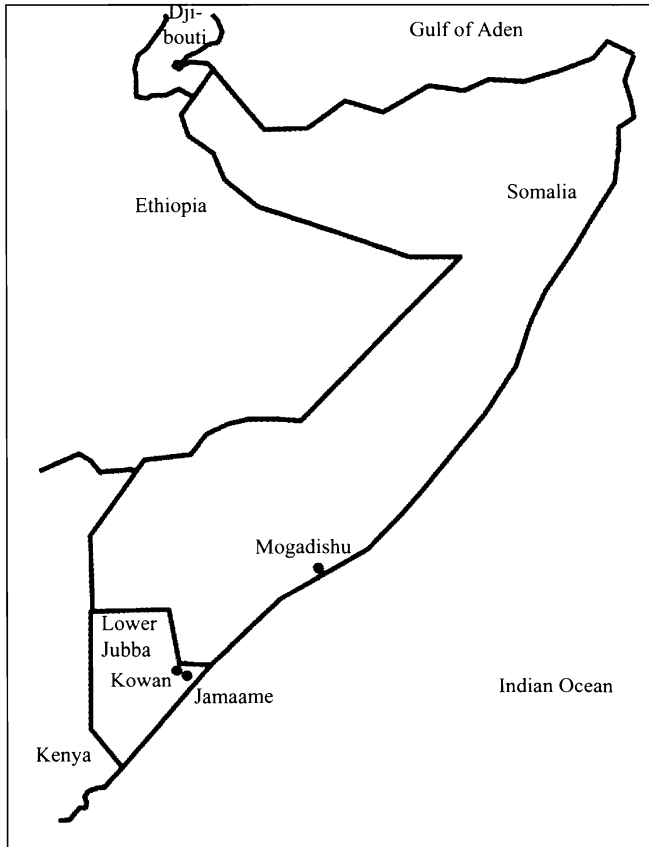 Dji-
bouti
Gulf of Aden
Ethiopia
Somalia
Mogadishu
Lower
Jubba
Kowan
Jamaame
Indian Ocean
Kenya